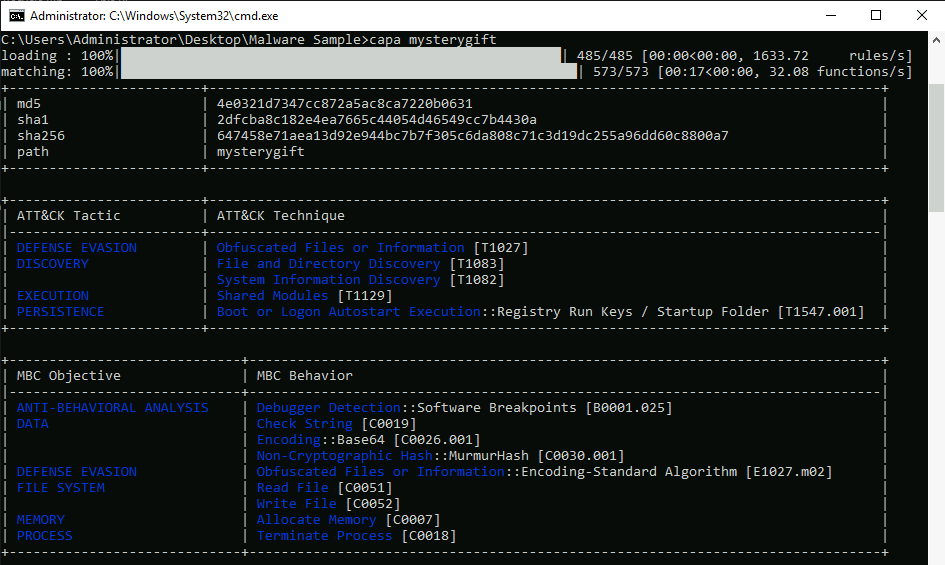 Administrator: C:\Windows\System32\cmd.exe
C:\Users\Administrator\Desktop\Malware Sample>capa mysterygift
loading : 100%| | 485/485 [00:00<00:00, 1633.72 rules/s]
matching: 100%| | 573/573 [00:17<00:00, 32.08 functions/s]
md5 | 4e0321d7347cc872a5ac8ca7220b0631
sha1 | 2dfcba8c182e4ea7665c44054d46549cc7b4430a
sha256 | 647458e71aea13d92e944bc7b7f305c6da808c71c3d19dc255a96dd60c8800a7
path | mysterygift
ATT&CK Tactic | ATT&CK Technique
DEFENSE EVASION | Obfuscated Files or Information [T1027]
DISCOVERY | File and Directory Discovery [T1083]
| System Information Discovery [T1082]
EXECUTION | Shared Modules [T1129]
PERSISTENCE | Boot or Logon Autostart Execution::Registry Run Keys / Startup Folder [T1547.001]
MBC Objective | MBC Behavior
ANTI-BEHAVIORAL ANALYSIS | Debugger Detection::Software Breakpoints [B0001.025]
DATA | Check String [C0019]
| Encoding::Base64 [C0026.001]
| Non-Cryptographic Hash::MurmurHash [C0030.001]
DEFENSE EVASION | Obfuscated Files or Information::Encoding-Standard Algorithm [E1027.m02]
FILE SYSTEM | Read File [C0051]
| Write File [C0052]
MEMORY | Allocate Memory [C0007]
PROCESS | Terminate Process [C0018]